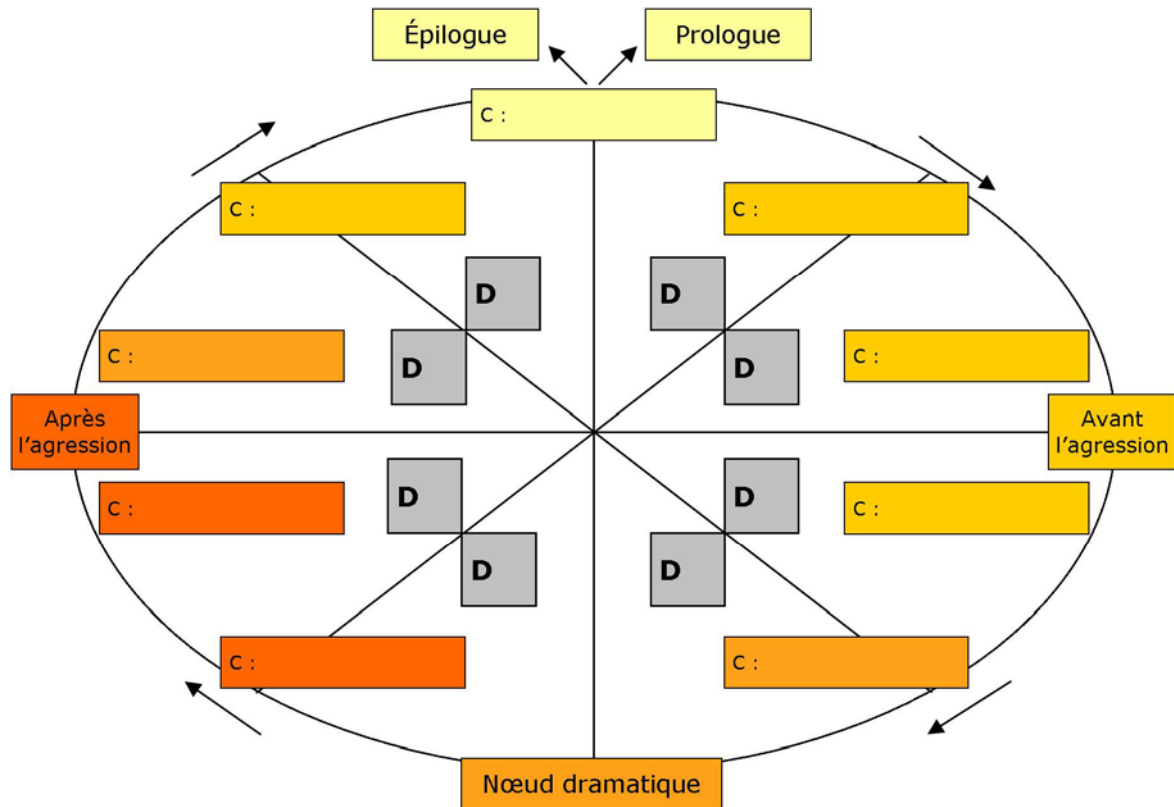 Épilogue
Prologue
C :
C :
C :
D
D
C :
D
D
C :
Après
l'agression
Avant
l'agression
C :
D
D
C :
D
D
C :
C :
Nœud dramatique